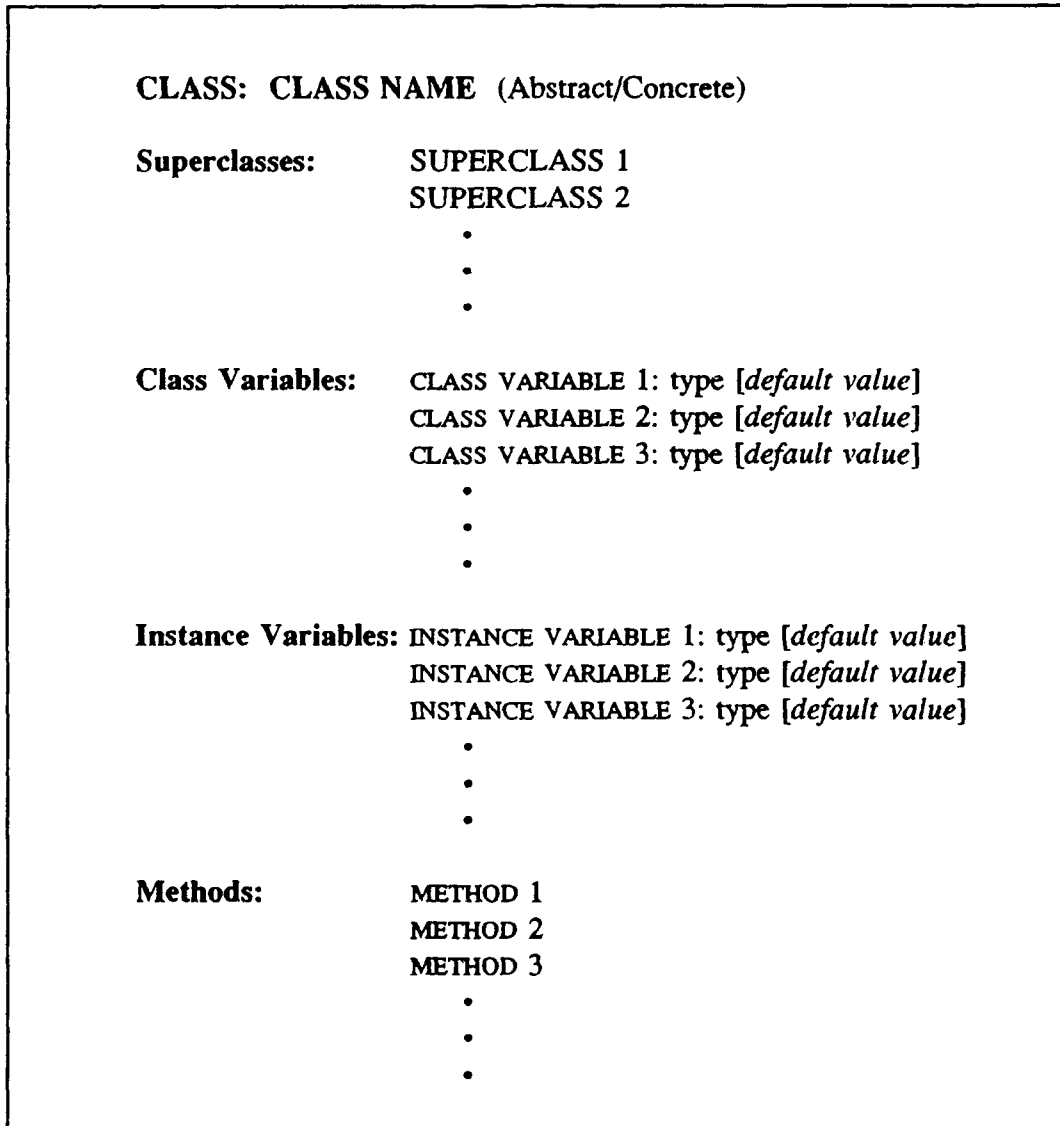 CLASS: CLASS NAME (Abstract/Concrete)
Superclasses: SUPERCLASS 1
SUPERCLASS 2
.
.
.
Class Variables: CLASS VARIABLE 1: type [default value]
CLASS VARIABLE 2: type [default value]
CLASS VARIABLE 3: type [default value]
.
.
.
Instance Variables: INSTANCE VARIABLE 1: type [default value]
INSTANCE VARIABLE 2: type [default value]
INSTANCE VARIABLE 3: type [default value]
.
.
.
Methods: METHOD 1
METHOD 2
METHOD 3
.
.
.